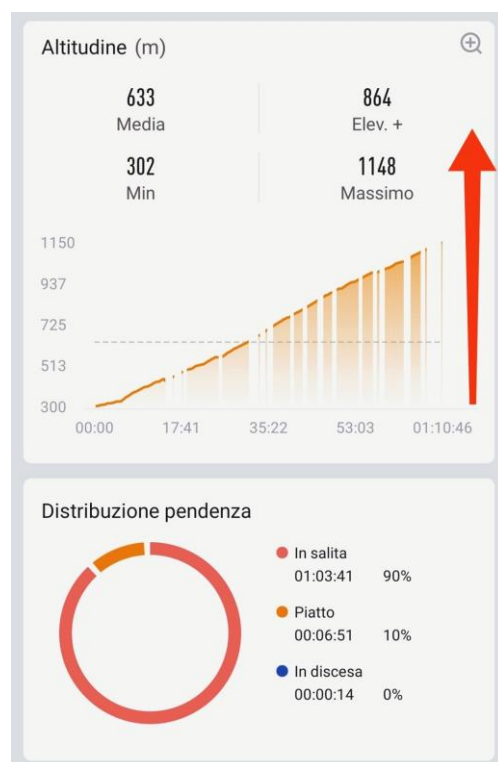 Altitudine (m)
633 864
Media Elev. +
302 1148
Min Massimo
1150
937
725
513
300
00:00 17:41 35:22 53:03 01:10:46
Distribuzione pendenza
In salita
01:03:41 90%
Piatto
00:06:51 10%
In discesa
00:00:14 0%